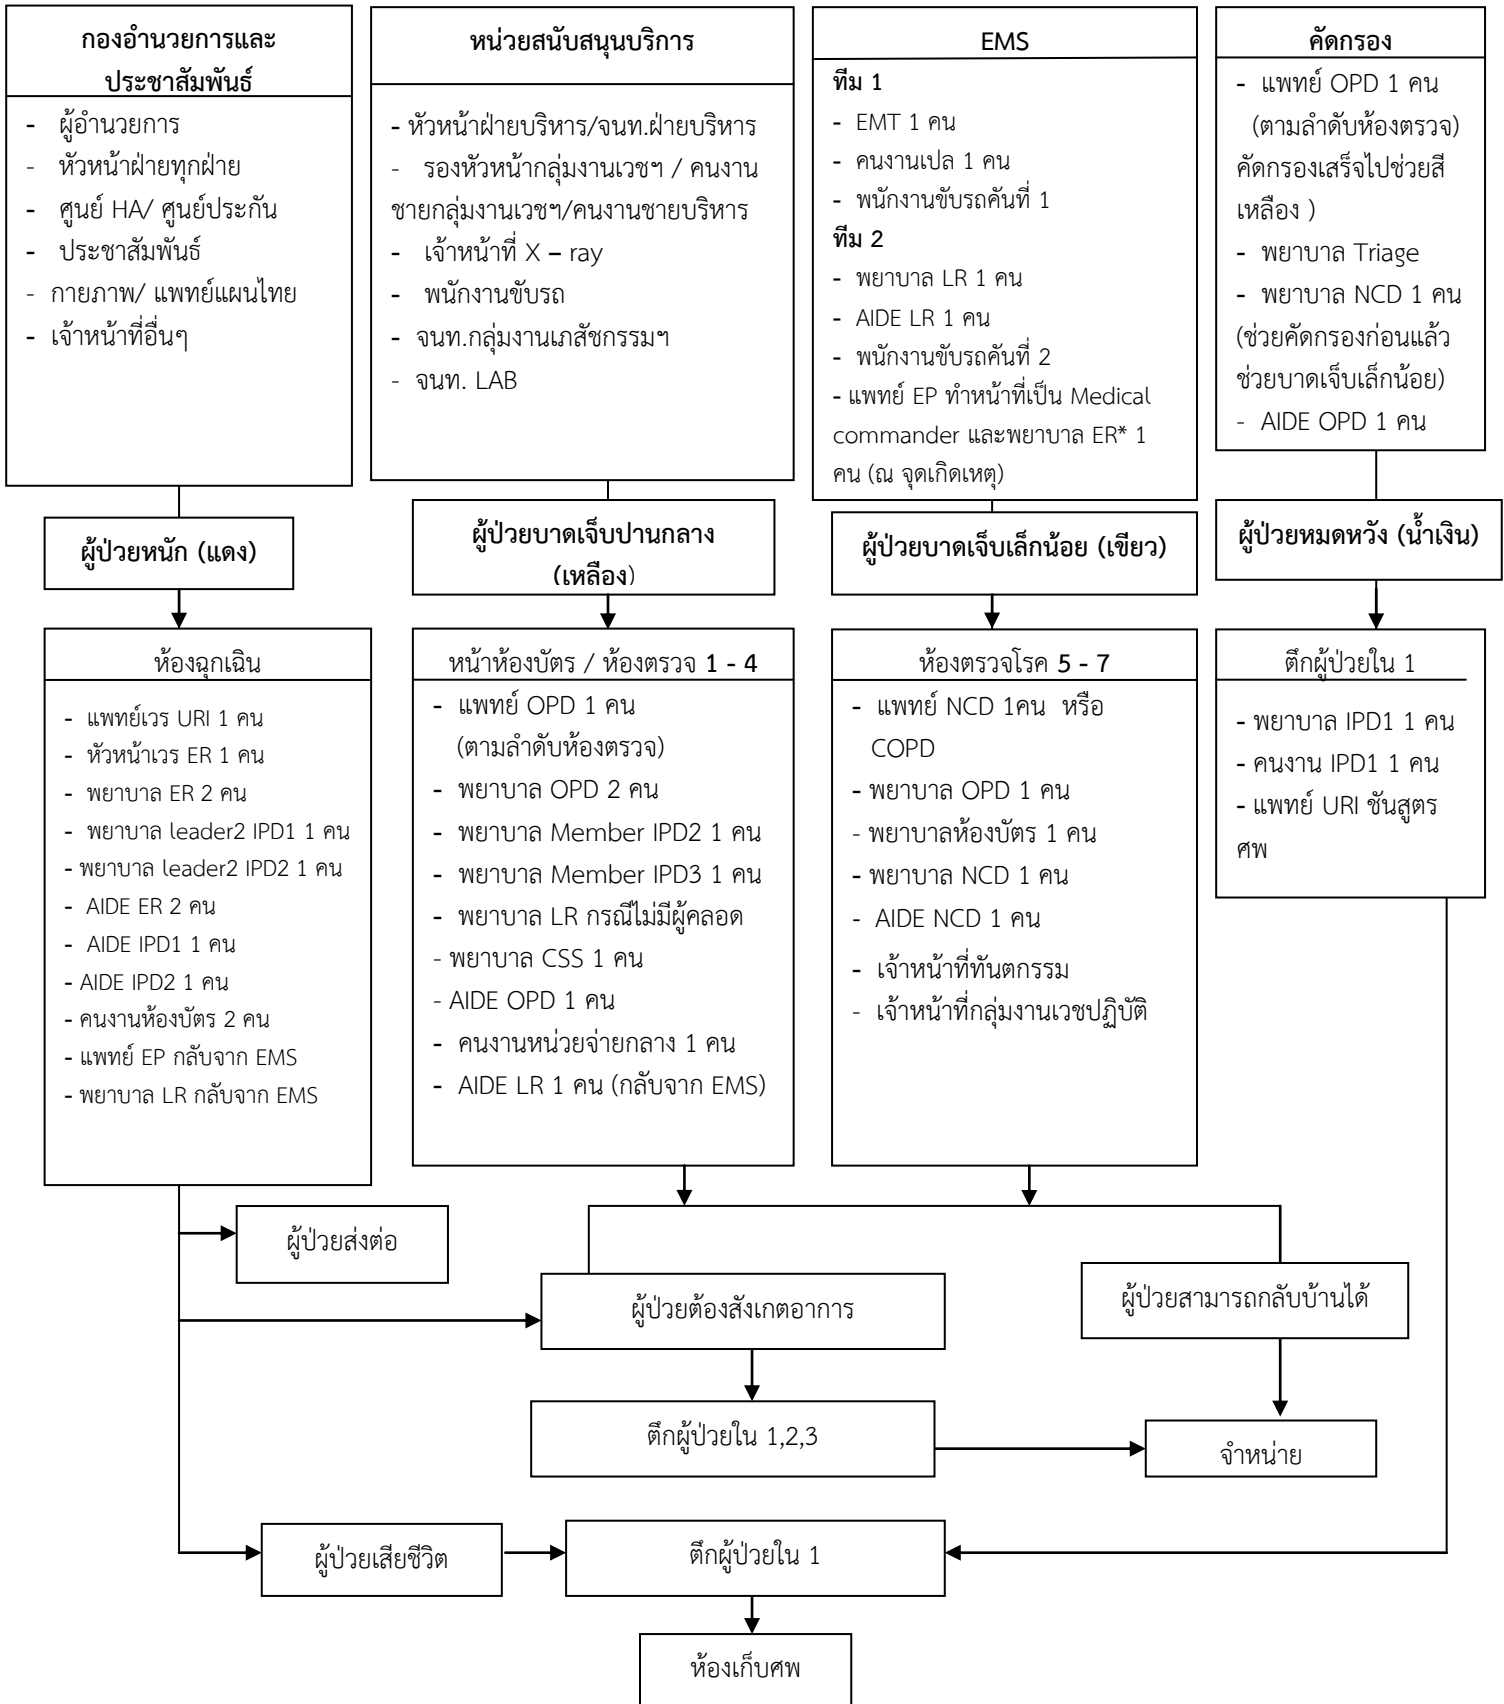 กองอำนวยการและ
ประชาสัมพันธ์
- ผู้อำนวยการ
- หัวหน้าฝ่ายทุกฝ่าย
- ศูนย์ HA/ ศูนย์ประกัน
- ประชาสัมพันธ์
- กายภาพ/ แพทย์แผนไทย
- เจ้าหน้าที่อื่นๆ
หน่วยสนับสนุนบริการ
- หัวหน้าฝ่ายบริหาร/จนท.ฝ่ายบริหาร
- รองหัวหน้ากลุ่มงานเวชฯ / คนงาน
ชายกลุ่มงานเวชฯ/คนงานชายบริหาร
- เจ้าหน้าที่ X – ray
- พนักงานขับรถ
- จนท.กลุ่มงานเภสัชกรรมฯ
- จนท. LAB
EMS
ทีม 1
- EMT 1 คน
- คนงานเปล 1 คน
- พนักงานขับรถคันที่ 1
ทีม 2
- พยาบาล LR 1 คน
- AIDE LR 1 คน
- พนักงานขับรถคันที่ 2
- แพทย์ EP ทำหน้าที่เป็น Medical
commander และพยาบาล ER* 1
คน (ณ จุดเกิดเหตุ)
คัดกรอง
- แพทย์ OPD 1 คน
(ตามลำดับห้องตรวจ)
คัดกรองเสร็จไปช่วยสี
เหลือง )
- พยาบาล Triage
- พยาบาล NCD 1 คน
(ช่วยคัดกรองก่อนแล้ว
ช่วยบาดเจ็บเล็กน้อย)
- AIDE OPD 1 คน
ผู้ป่วยหนัก (แดง)
ผู้ป่วยบาดเจ็บปานกลาง
(เหลือง)
ผู้ป่วยบาดเจ็บเล็กน้อย (เขียว)
ผู้ป่วยหมดหวัง (น้ำเงิน)
ห้องฉุกเฉิน
- แพทย์เวร URI 1 คน
- หัวหน้าเวร ER 1 คน
- พยาบาล ER 2 คน
- พยาบาล leader2 IPD1 1 คน
- พยาบาล leader2 IPD2 1 คน
- AIDE ER 2 คน
- AIDE IPD1 1 คน
- AIDE IPD2 1 คน
- คนงานห้องบัตร 2 คน
- แพทย์ EP กลับจาก EMS
- พยาบาล LR กลับจาก EMS
หน้าห้องบัตร / ห้องตรวจ 1 - 4
- แพทย์ OPD 1 คน
(ตามลำดับห้องตรวจ)
- พยาบาล OPD 2 คน
- พยาบาล Member IPD2 1 คน
- พยาบาล Member IPD3 1 คน
- พยาบาล LR กรณีไม่มีผู้คลอด
- พยาบาล CSS 1 คน
- AIDE OPD 1 คน
- คนงานหน่วยจ่ายกลาง 1 คน
- AIDE LR 1 คน (กลับจาก EMS)
ห้องตรวจโรค 5 - 7
- แพทย์ NCD 1คน หรือ
COPD
- พยาบาล OPD 1 คน
- พยาบาลห้องบัตร 1 คน
- พยาบาล NCD 1 คน
- AIDE NCD 1 คน
- เจ้าหน้าที่ทันตกรรม
- เจ้าหน้าที่กลุ่มงานเวชปฏิบัติ
ตึกผู้ป่วยใน 1
- พยาบาล IPD1 1 คน
- คนงาน IPD1 1 คน
- แพทย์ URI ชันสูตร
ศพ
ผู้ป่วยส่งต่อ
ผู้ป่วยต้องสังเกตอาการ
ผู้ป่วยสามารถกลับบ้านได้
ตึกผู้ป่วยใน 1,2,3
จำหน่าย
ผู้ป่วยเสียชีวิต
ตึกผู้ป่วยใน 1
ห้องเก็บศพ